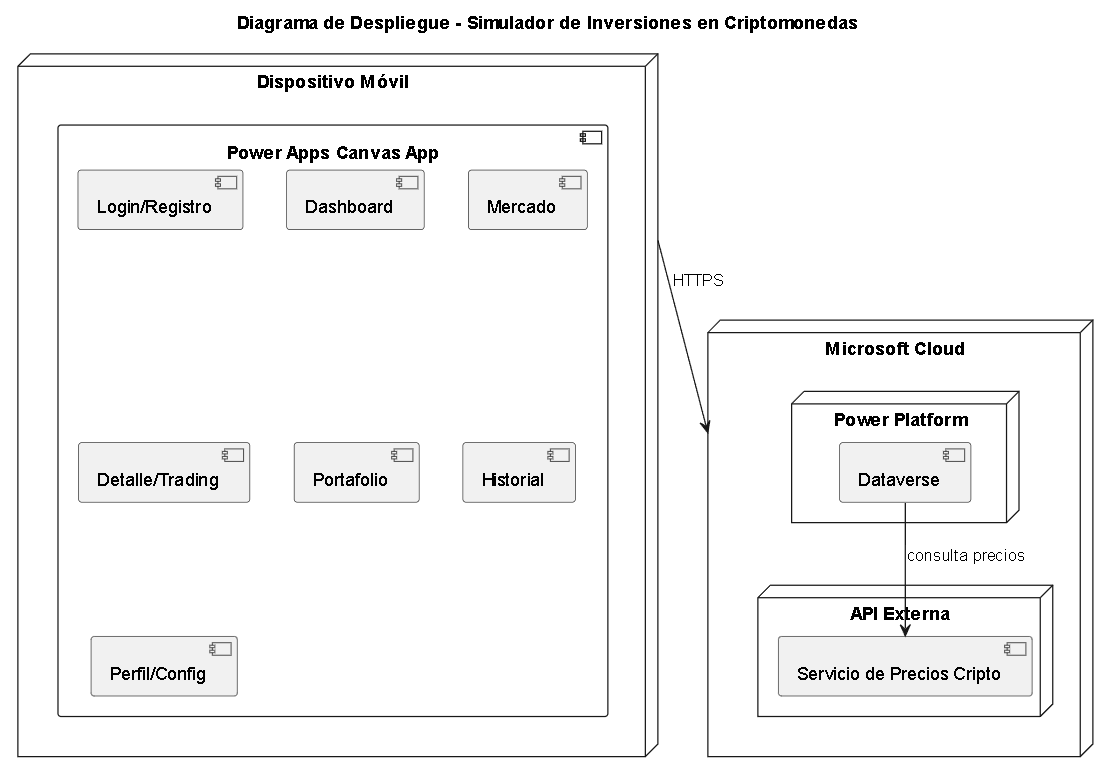 Diagrama de Despliegue - Simulador de Inversiones en Criptomonedas
Dispositivo Móvil
Power Apps Canvas App
Login/Registro
Dashboard
Mercado
HTTPS
Microsoft Cloud
Power Platform
Detalle/Trading
Portafolio
Historial
Dataverse
consulta precios
API Externa
Perfil/Config
Servicio de Precios Cripto